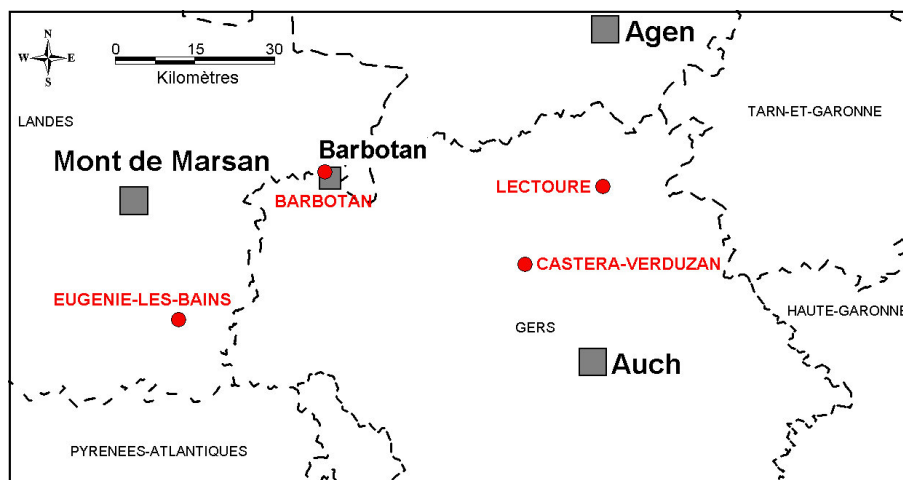 Agen
N
W E
S
0 15 30
Kilomètres
TARN-ET-GARONNE
LANDES
Barbotan
Mont de Marsan
LECTOURE
BARBOTAN
CASTERA-VERDUZAN
EUGENIE-LES-BAINS
HAUTE-GARONNE
GERS
Auch
PYRENEES-ATLANTIQUES